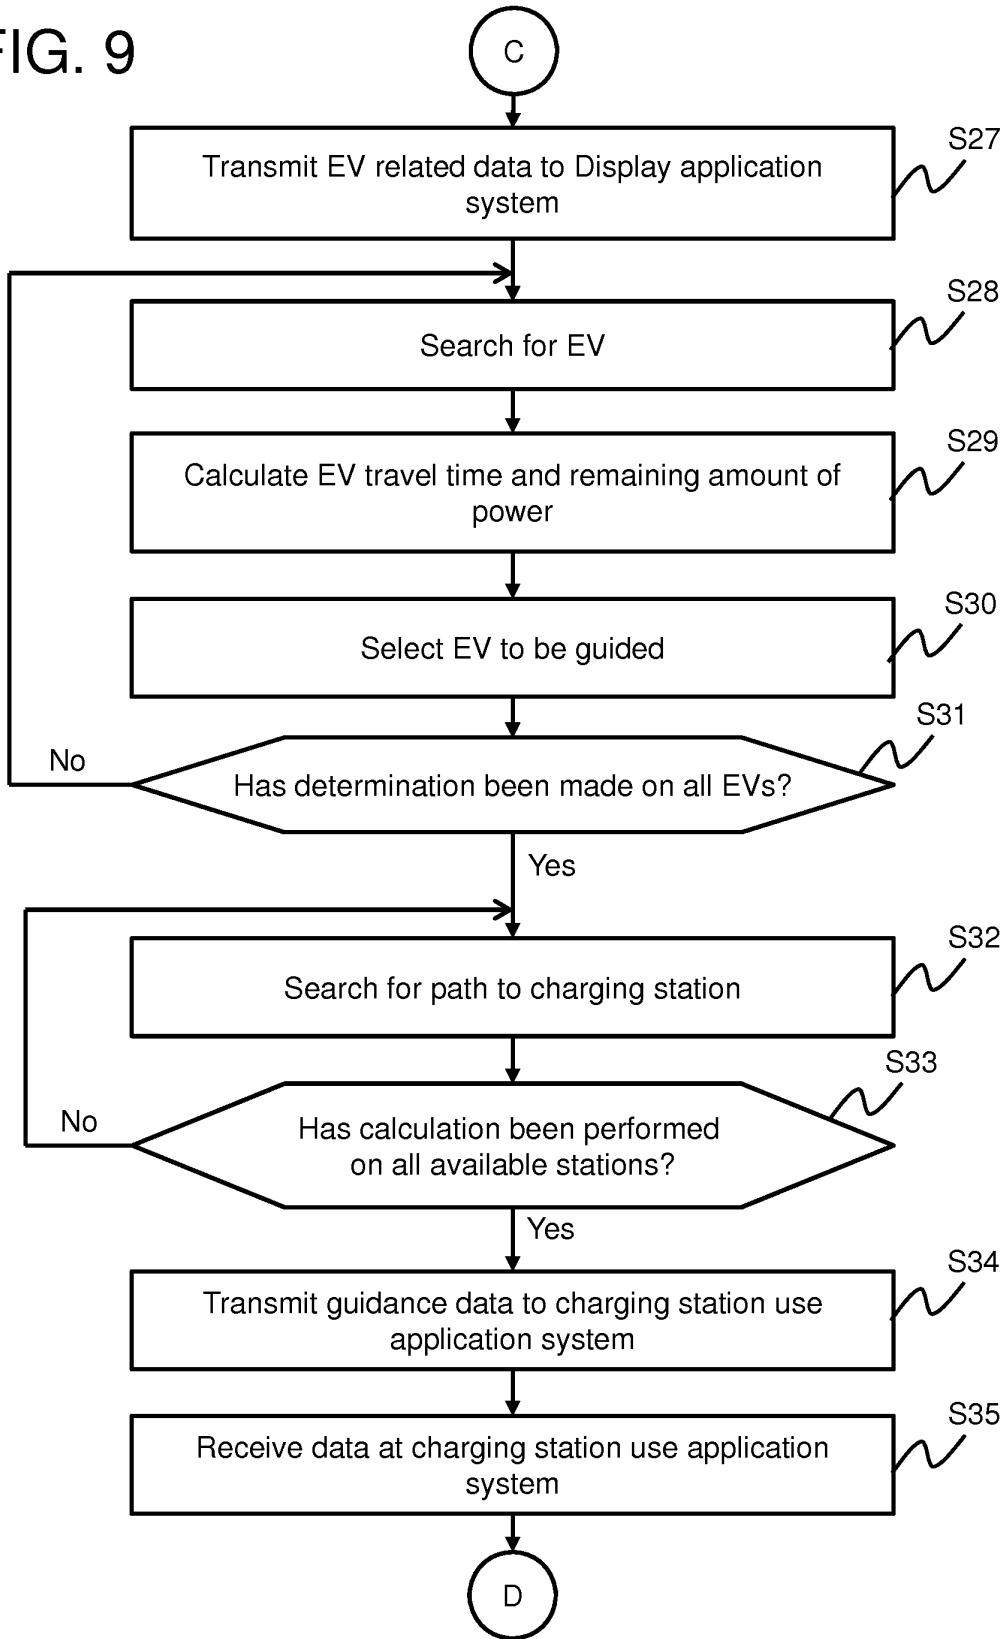 FIG. 9
C
S27
Transmit EV related data to Display application
system
S28
Search for EV
S29
Calculate EV travel time and remaining amount of
power
S30
Select EV to be guided
S31
No
Has determination been made on all EVs?
Yes
S32
Search for path to charging station
S33
No
Has calculation been performed
on all available stations?
Yes
S34
Transmit guidance data to charging station use
application system
S35
Receive data at charging station use application
system
D